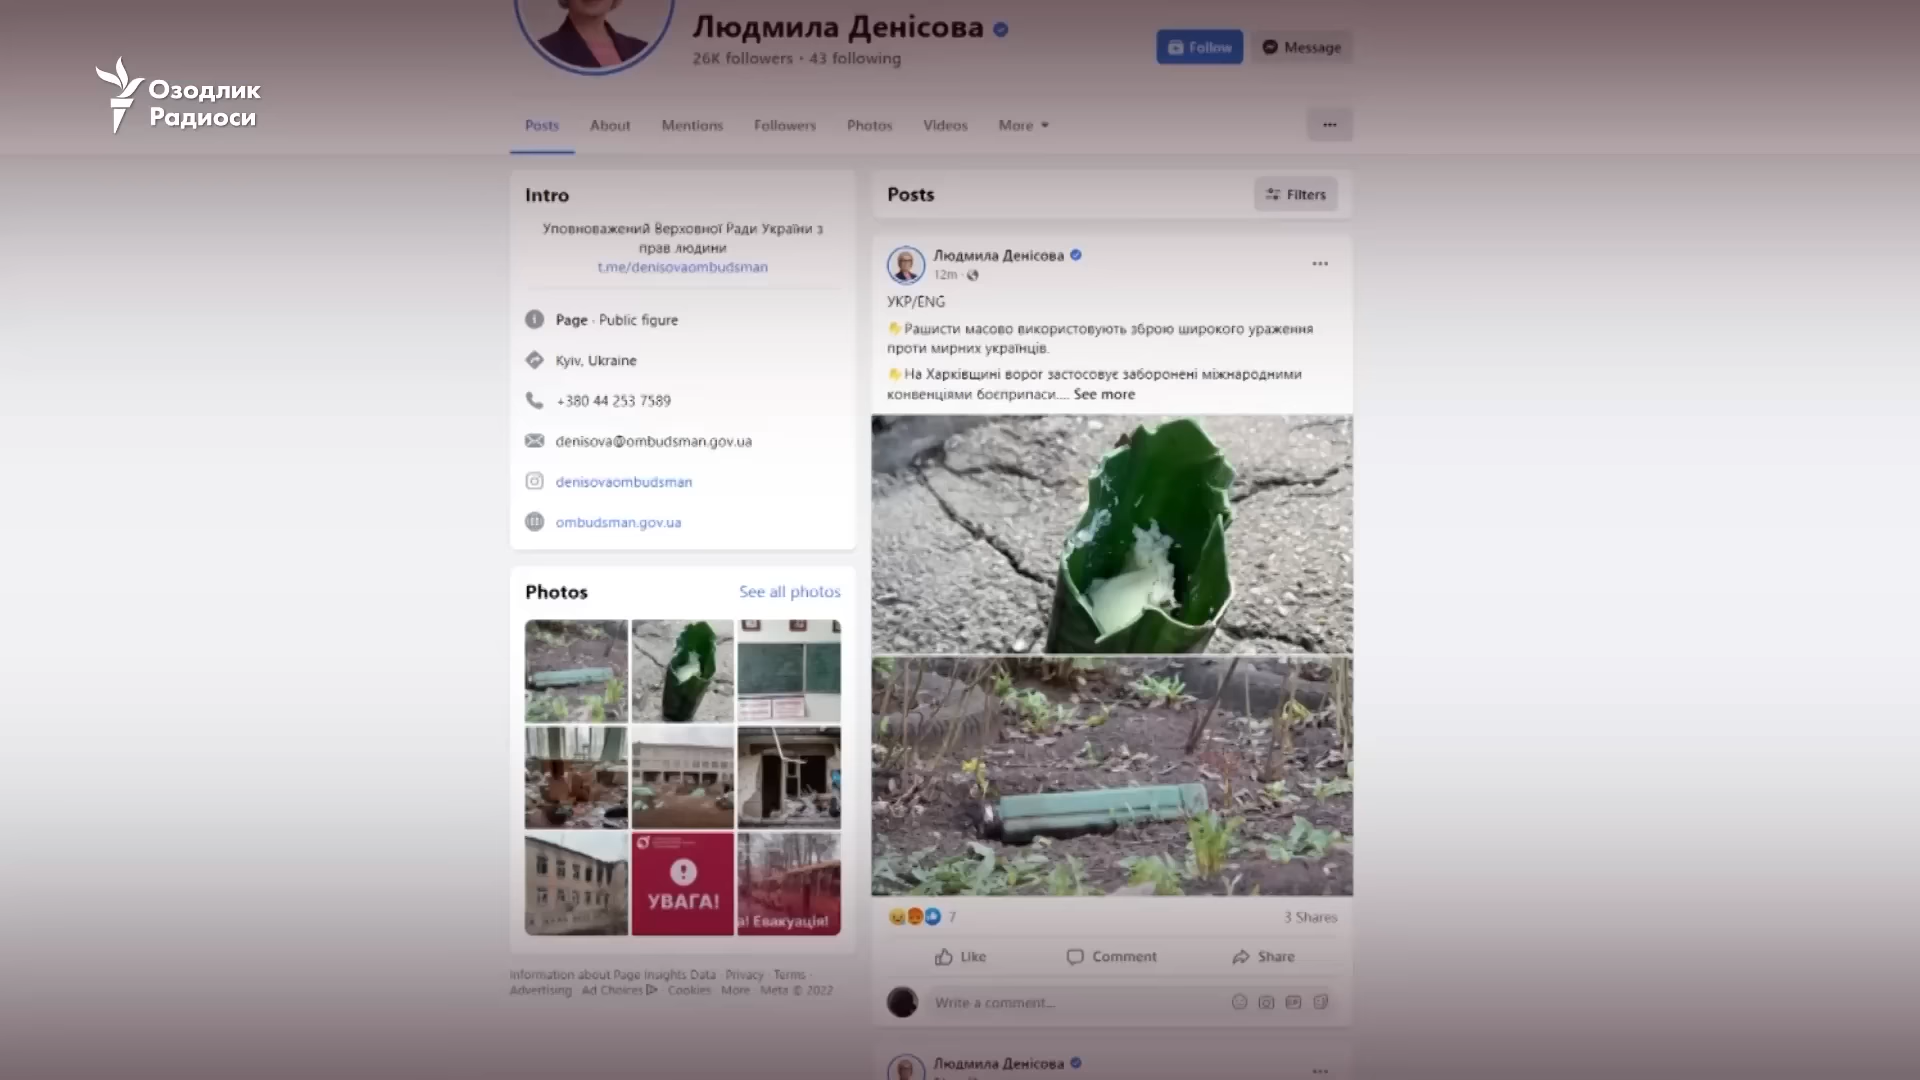 Озодлик
Радиоси
Людмила Денісова
26K followers • 43 following
Follow
Message
Posts
About
Mentions
Followers
Photos
Videos
More
Intro
Уповноважений Верховної Ради України з
прав людини
t.me/denisovaombudsman
Page · Public figure
Kyiv, Ukraine
+380 44 253 7589
denisova@ombudsman.gov.ua
denisovaombudsman
ombudsman.gov.ua
Photos
See all photos
УВАГА!
а! Евакуація!
Information about Page Insights Data · Privacy · Terms ·
Advertising · Ad Choices · Cookies · More · Meta © 2022
Posts
Filters
Людмила Денісова
12m ·
УКР/ENG
Рашисти масово використовують зброю широкого ураження
проти мирних українців.
На Харківщині ворог застосовує заборонені міжнародними
конвенціями боєприпаси.... See more
7
3 Shares
Like
Comment
Share
Write a comment...
Людмила Денісова